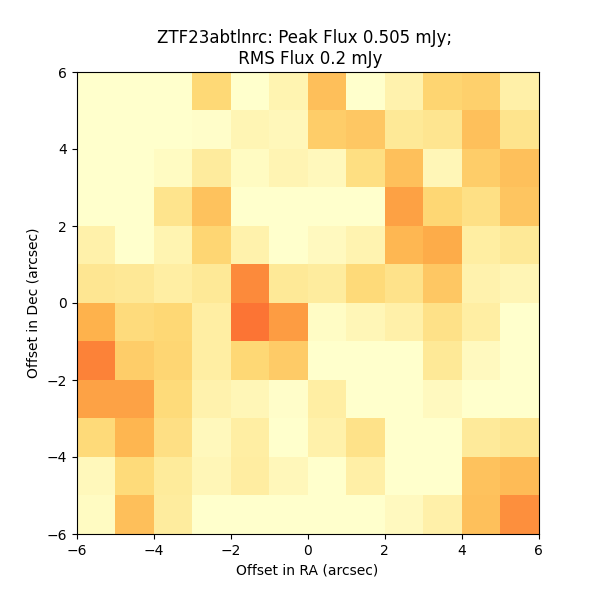 ZTF23abtlnrc: Peak Flux 0.505 mJy;
RMS Flux 0.2 mJy
6
4
2
0
−2
−4
−6
Offset in Dec (arcsec)
−6 −4 −2 0 2 4 6
Offset in RA (arcsec)